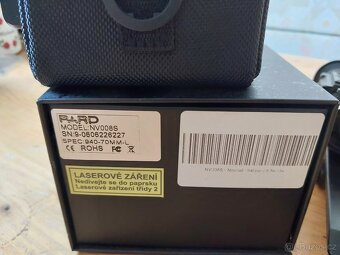 PARD
MODEL:NV008S
SN:9-0806226227
SPEC:940-70MM-L
CE ROHS FC
LASEROVÉ ZÁŘENÍ
Nedívejte se do paprsku
Laserové zařízení třídy 2